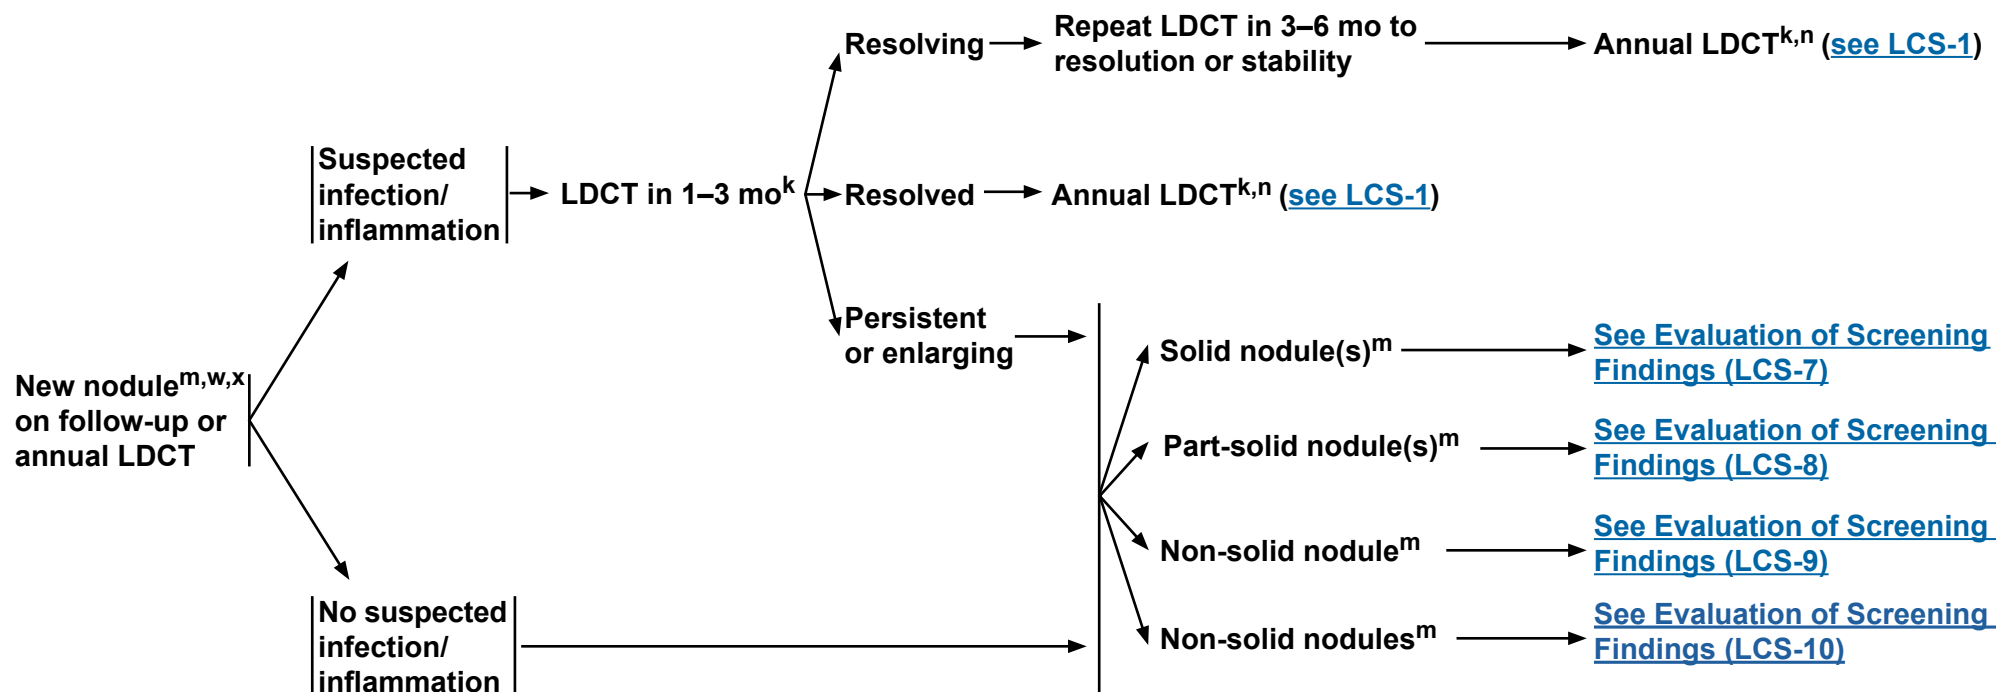 Resolving
Repeat LDCT in 3–6 mo to
resolution or stability
Annual LDCTk,n (see LCS-1)
Suspected
infection/
inflammation
LDCT in 1–3 mok
Resolved
Annual LDCTk,n (see LCS-1)
Persistent
or enlarging
New nodulem,w,x
on follow-up or
annual LDCT
Solid nodule(s)m
See Evaluation of Screening
Findings (LCS-7)
Part-solid nodule(s)m
See Evaluation of Screening
Findings (LCS-8)
Non-solid nodulem
See Evaluation of Screening
Findings (LCS-9)
No suspected
infection/
inflammation
Non-solid nodulesm
See Evaluation of Screening
Findings (LCS-10)